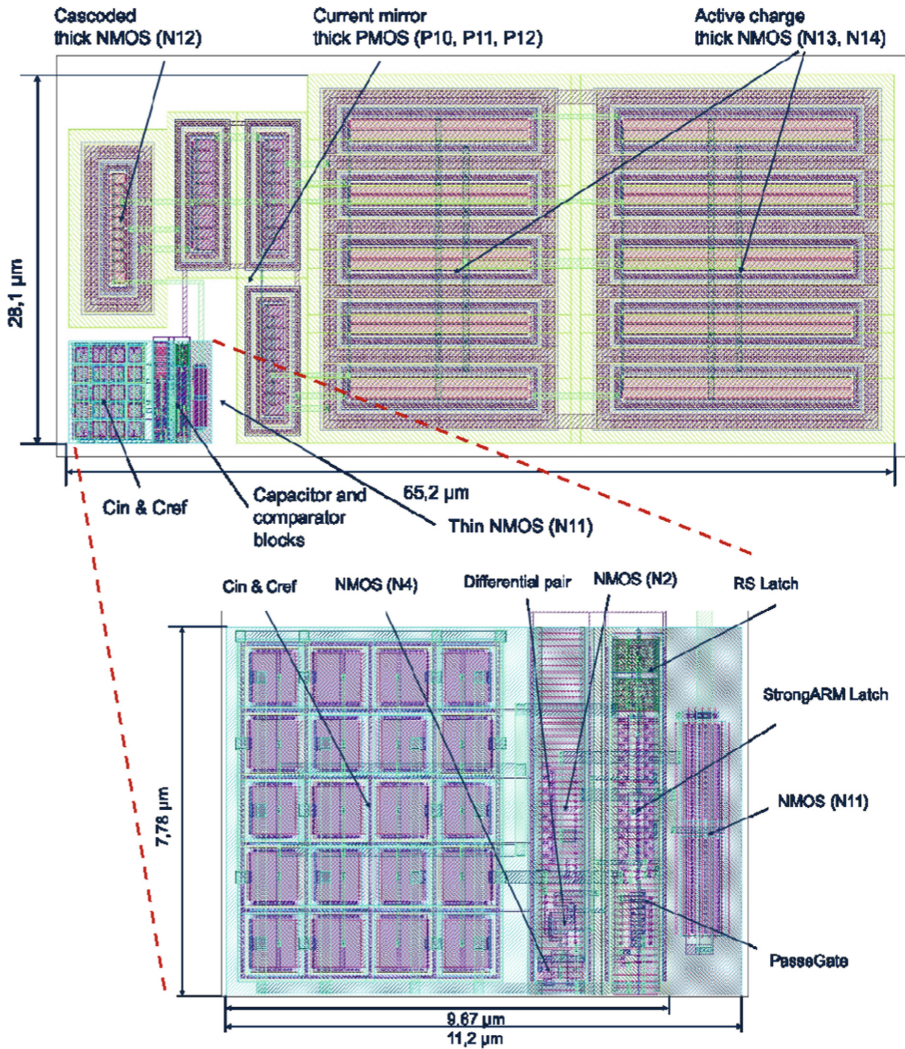 Cascoded
thick NMOS (N12)
Current mirror
thick PMOS (P10, P11, P12)
Active charge
thick NMOS (N13, N14)
28,1 µm
65,2 µm
Cin & Cref
Capacitor and
comparator
blocks
Thin NMOS (N11)
Cin & Cref
NMOS (N4)
Differential pair
NMOS (N2)
RS Latch
StrongARM Latch
NMOS (N11)
PasseGate
7,78 µm
9.67 µm
11,2 µm